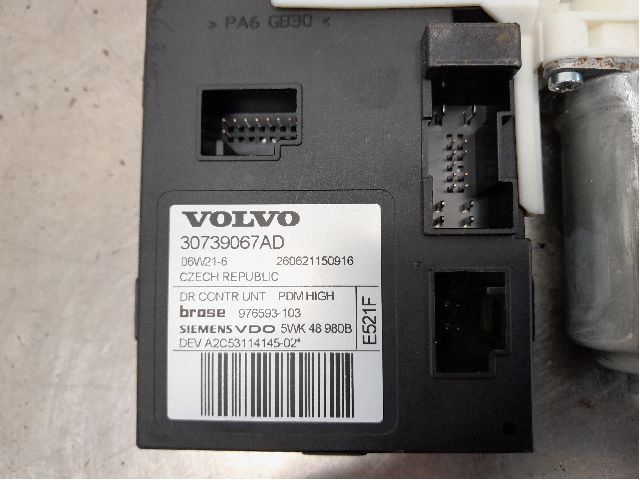 > PA6 GB30 <
VOLVO
30739067AD
06W21-6 260621150916
CZECH REPUBLIC
DR CONTR UNT PDM HIGH
brose 976593-103
SIEMENS VDO 5WK 48 980B
DEV A2C53114145-02*
E521F